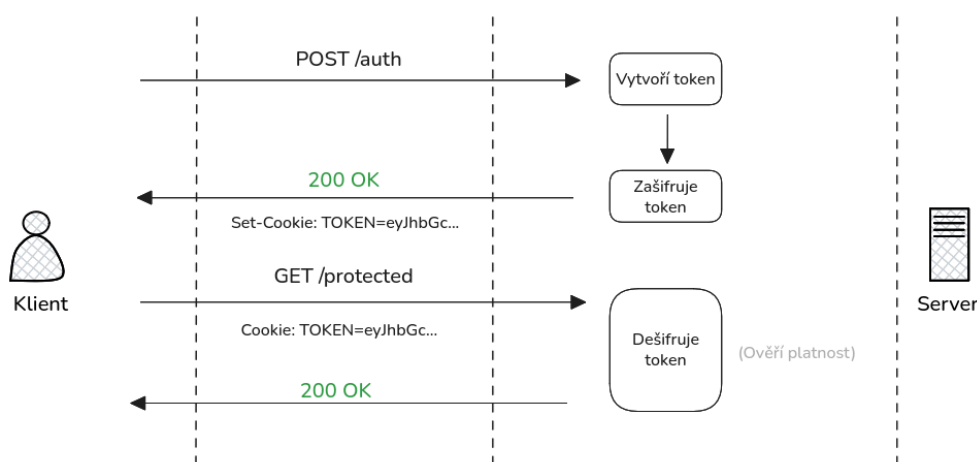 POST /auth
Vytvoří token
200 OK
Zašifruje
token
Set-Cookie: TOKEN=eyJhbGc...
GET /protected
Klient
Server
Cookie: TOKEN=eyJhbGc...
Dešifruje
token
(Ověří platnost)
200 OK